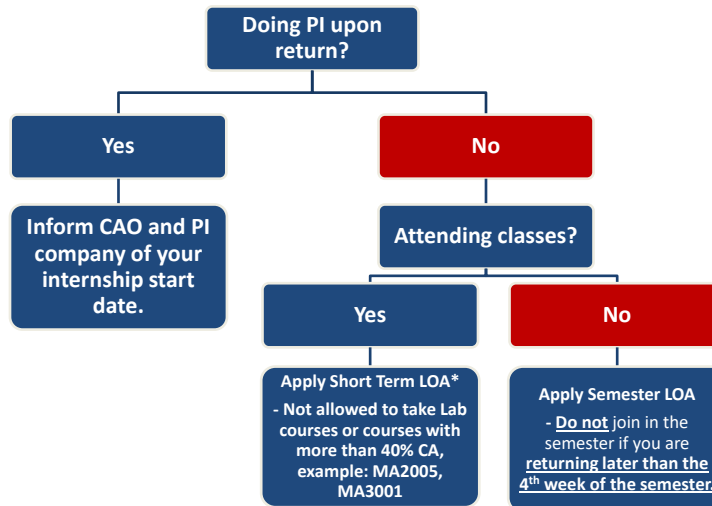 Doing PI upon
return?
Yes
No
Inform CAO and PI
company of your
internship start
date.
Attending classes?
Yes
No
Apply Short Term LOA*
- Not allowed to take Lab
courses or courses with
more than 40% CA,
example: MA2005,
MA3001
Apply Semester LOA
- Do not join in the
semester if you are
returning later than the
4th week of the semester.